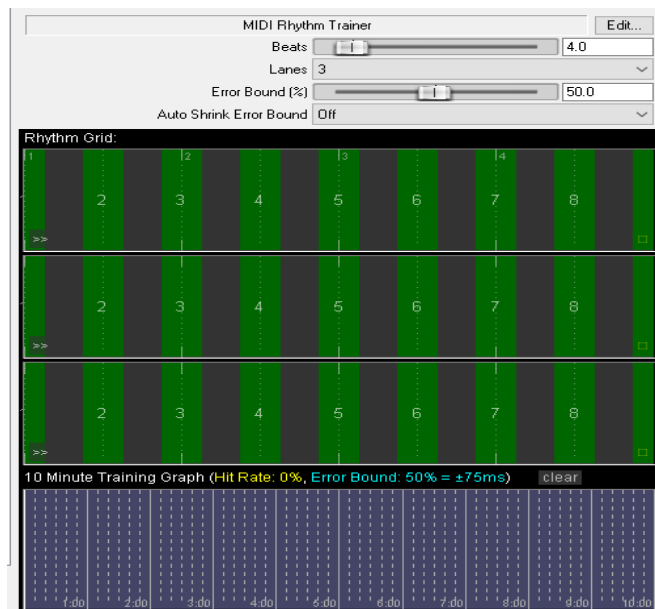 MIDI Rhythm Trainer Edit...
Beats 4.0
Lanes 3
Error Bound (%) 50.0
Auto Shrink Error Bound Off
Rhythm Grid:
1 2 3 4
2 3 4 5 6 7 8
>>
2 3 4 5 6 7 8
>>
2 3 4 5 6 7 8
>>
10 Minute Training Graph (Hit Rate: 0%, Error Bound: 50% = ±75ms) clear
1:00 2:00 3:00 4:00 5:00 6:00 7:00 8:00 9:00 10:00